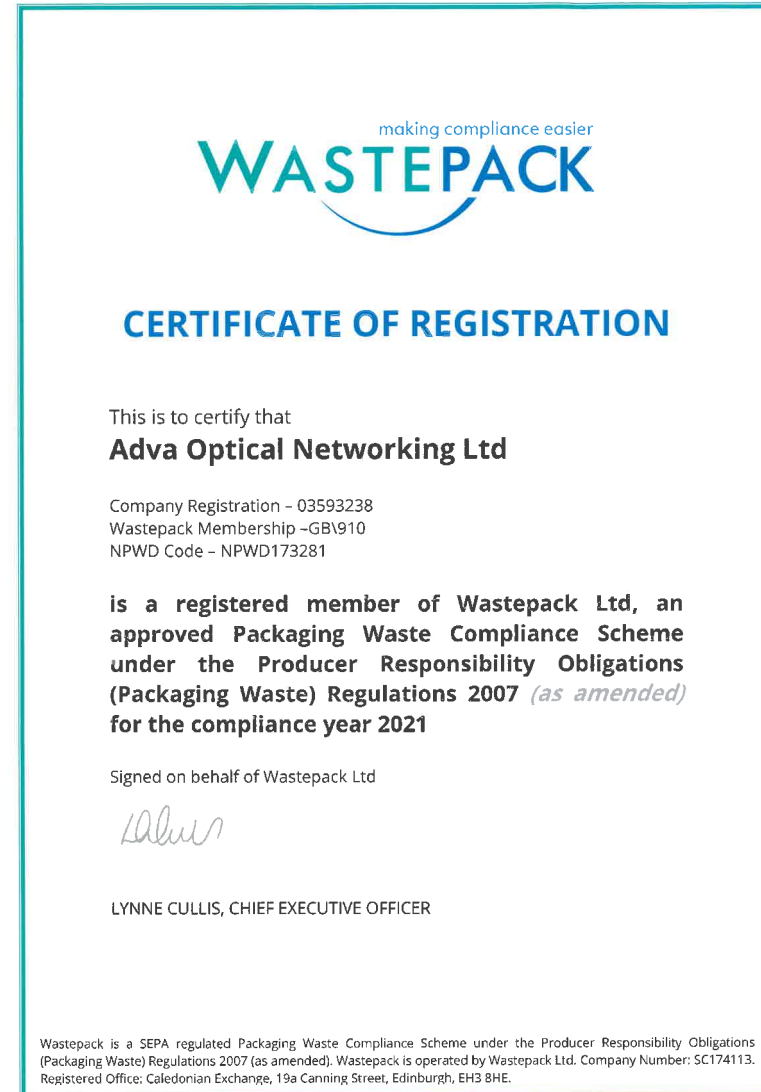 making compliance easier
WASTEPACK
CERTIFICATE OF REGISTRATION
This is to certify that
Adva Optical Networking Ltd
Company Registration – 03593238
Wastepack Membership –GB\910
NPWD Code – NPWD173281
is a registered member of Wastepack Ltd, an
approved Packaging Waste Compliance Scheme
under the Producer Responsibility Obligations
(Packaging Waste) Regulations 2007 (as amended)
for the compliance year 2021
Signed on behalf of Wastepack Ltd
LYNNE CULLIS, CHIEF EXECUTIVE OFFICER
Wastepack is a SEPA regulated Packaging Waste Compliance Scheme under the Producer Responsibility Obligations
(Packaging Waste) Regulations 2007 (as amended). Wastepack is operated by Wastepack Ltd. Company Number: SC174113.
Registered Office: Caledonian Exchange, 19a Canning Street, Edinburgh, EH3 8HE.